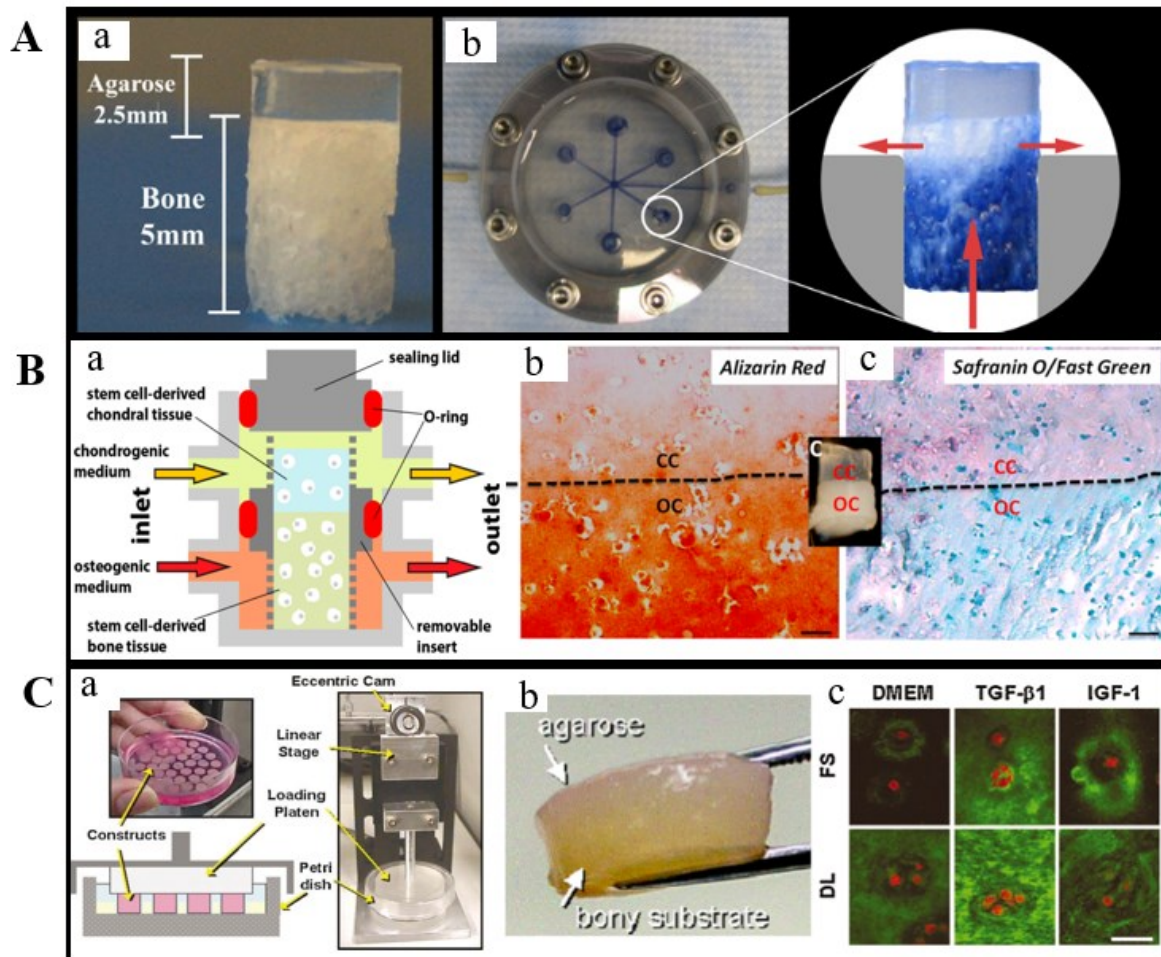 A
a
Agarose
2.5mm
Bone
5mm
b
B
a
sealing lid
stem cell-derived
chondral tissue
O-ring
chondrogenic
medium
inlet
outlet
osteogenic
medium
stem cell-derived
bone tissue
removable
insert
b
Alizarin Red
CC
OC
C
CC
OC
c
Safranin O/Fast Green
CC
OC
C
a
Eccentric Cam
Linear
Stage
Loading
Platen
Constructs
Petri
dish
b
agarose
bony substrate
c
DMEM
TGF-β1
IGF-1
FS
DL